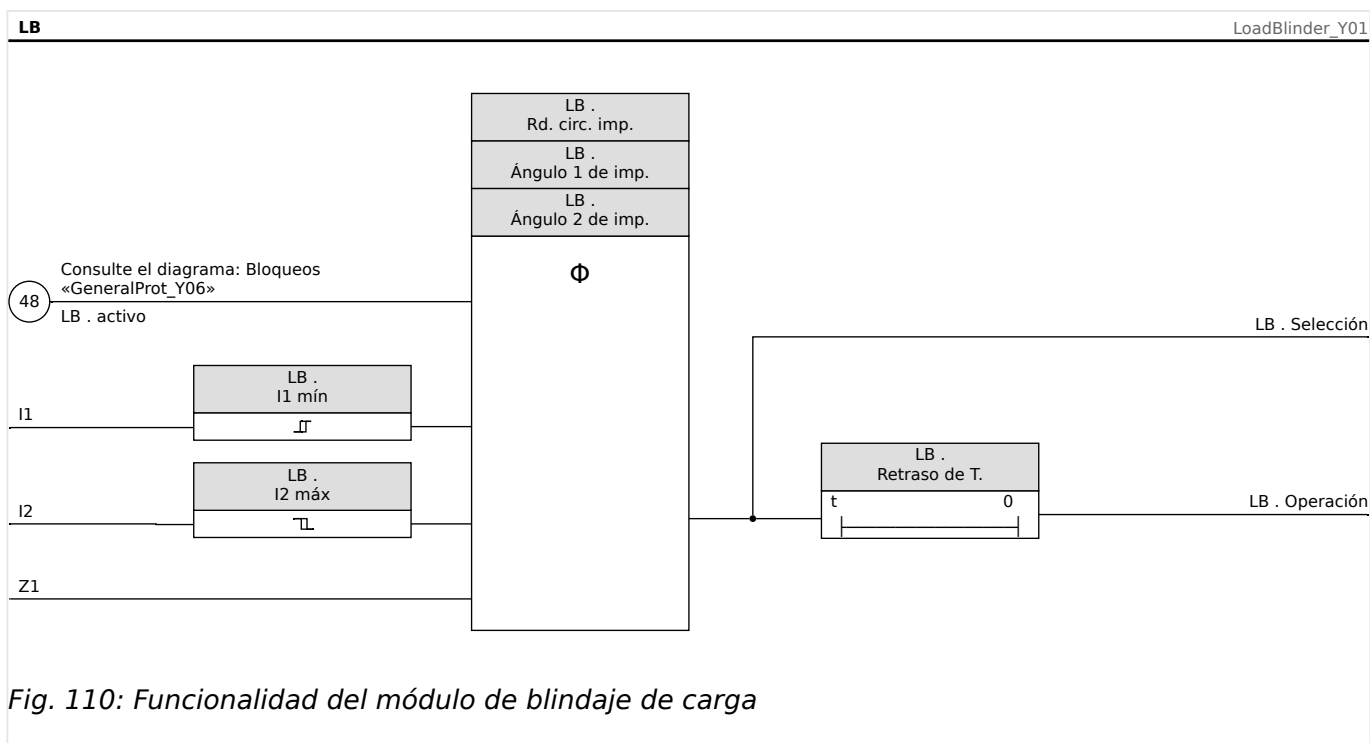 LB
LoadBlinder_Y01
LB .
Rd. circ. imp.
LB .
Ángulo 1 de imp.
LB .
Ángulo 2 de imp.
Φ
Consulte el diagrama: Bloqueos
«GeneralProt_Y06»
48
LB . activo
LB . Selección
LB .
I1 mín
I1
LB .
I2 máx
I2
LB .
Retraso de T.
t 0
LB . Operación
Z1
Fig. 110: Funcionalidad del módulo de blindaje de carga